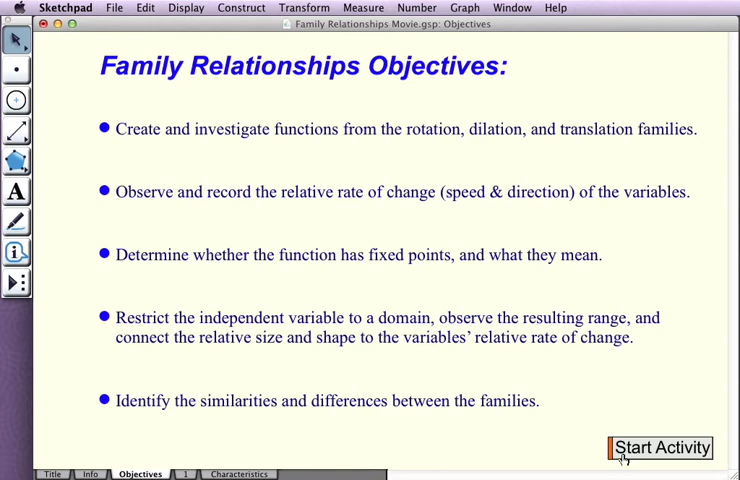 Sketchpad File Edit Display Construct Transform Measure Number Graph Window Help
Family Relationships Movie.gsp: Objectives
Family Relationships Objectives:
Create and investigate functions from the rotation, dilation, and translation families.
Observe and record the relative rate of change (speed & direction) of the variables.
Determine whether the function has fixed points, and what they mean.
Restrict the independent variable to a domain, observe the resulting range, and
connect the relative size and shape to the variables’ relative rate of change.
Identify the similarities and differences between the families.
Start Activity
A
i
Title Info Objectives 1 Characteristics